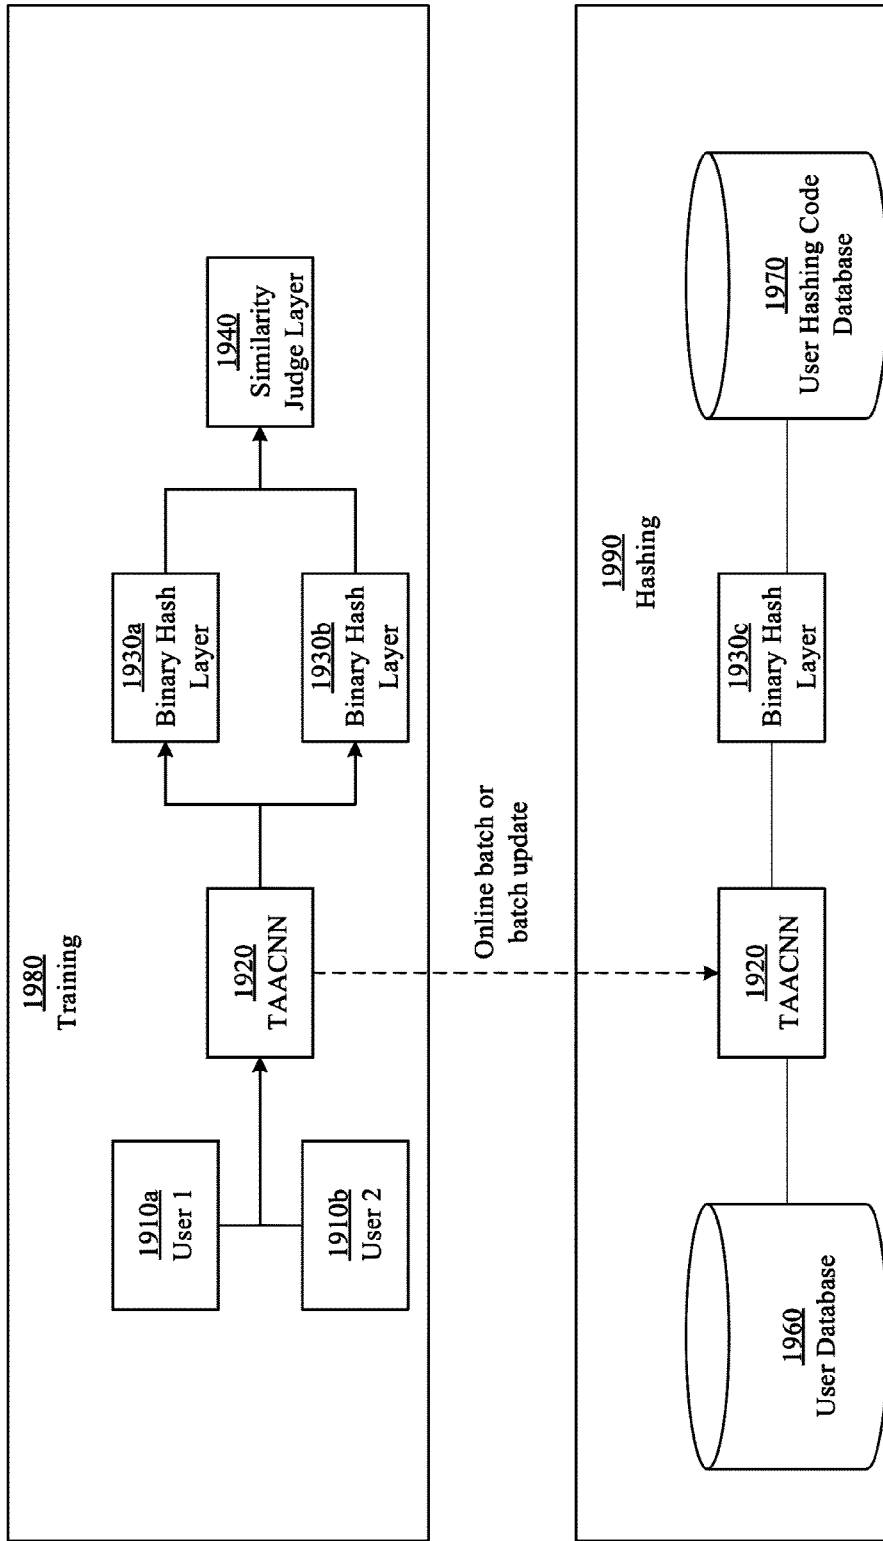 1980
Training
1910a
User 1
1910b
User 2
1920
TAACNN
1930a
Binary Hash
Layer
1930b
Binary Hash
Layer
1940
Similarity
Judge Layer
Online batch or
batch update
1990
Hashing
1960
User Database
1920
TAACNN
1930c
Binary Hash
Layer
1970
User Hashing Code
Database